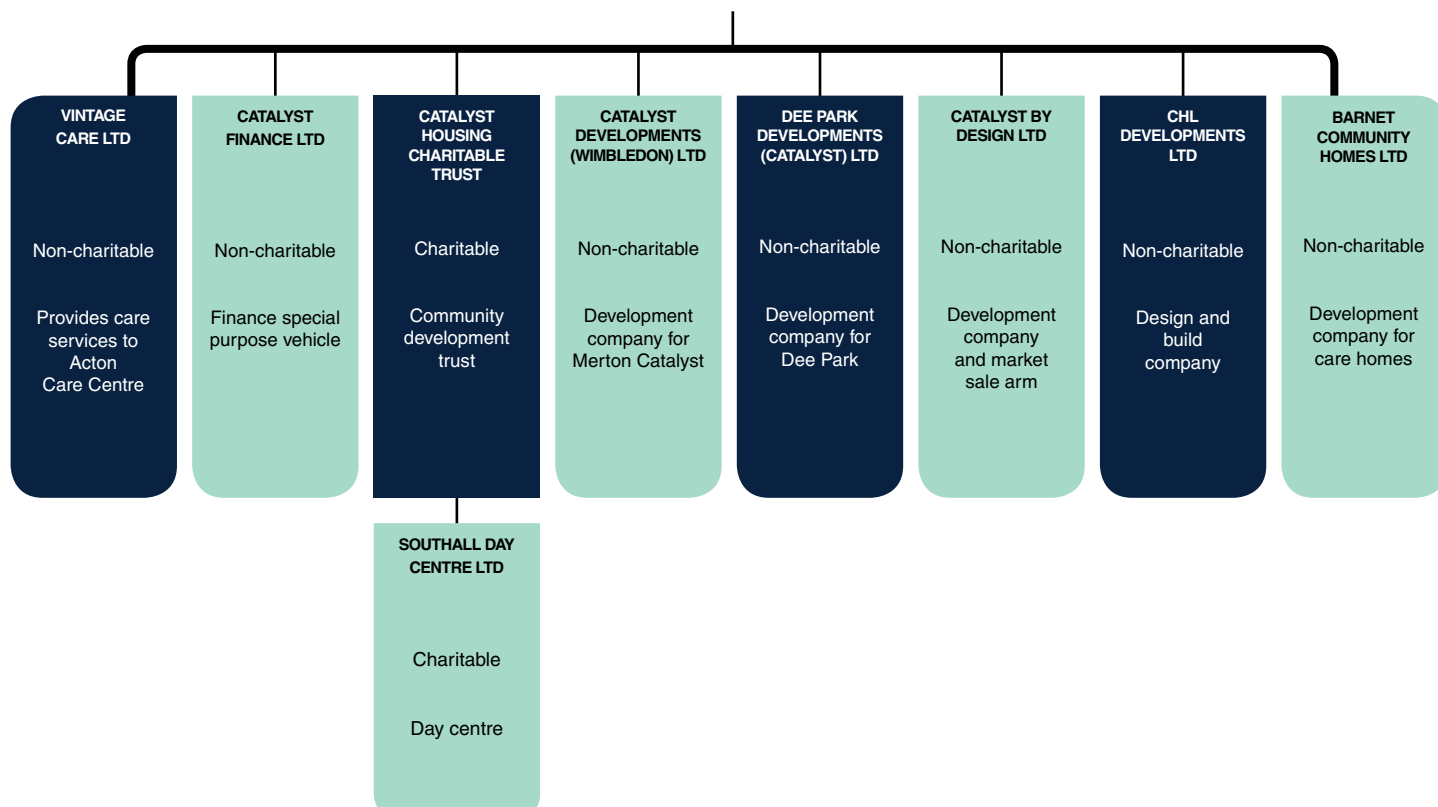 VINTAGE
CARE LTD
Non-charitable
Provides care
services to
Acton
Care Centre
CATALYST
FINANCE LTD
Non-charitable
Finance special
purpose vehicle
CATALYST
HOUSING
CHARITABLE
TRUST
Charitable
Community
development
trust
CATALYST
DEVELOPMENTS
(WIMBLEDON) LTD
Non-charitable
Development
company for
Merton Catalyst
DEE PARK
DEVELOPMENTS
(CATALYST) LTD
Non-charitable
Development
company for
Dee Park
CATALYST BY
DESIGN LTD
Non-charitable
Development
company
and market
sale arm
CHL
DEVELOPMENTS
LTD
Non-charitable
Design and
build
company
BARNET
COMMUNITY
HOMES LTD
Non-charitable
Development
company for
care homes
SOUTHALL DAY
CENTRE LTD
Charitable
Day centre